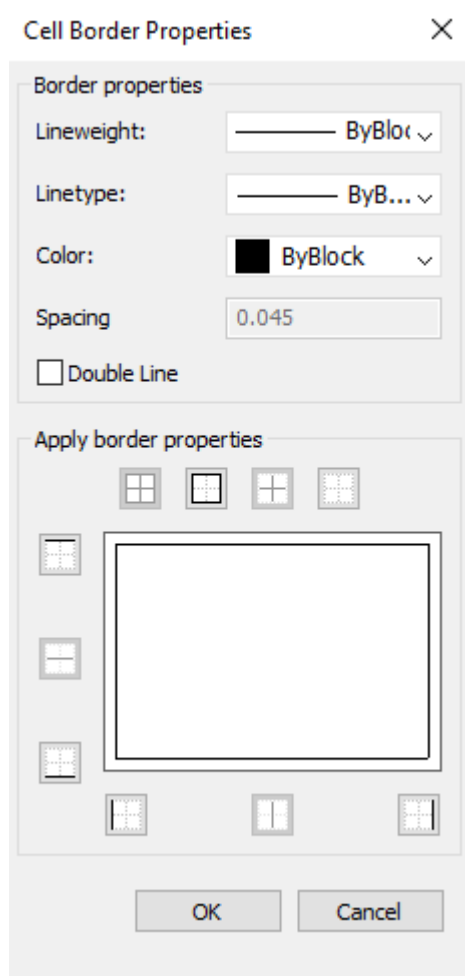 Cell Border Properties
Border properties
Lineweight: ByBloc
Linetype: ByB...
Color: ByBlock
Spacing 0.045
Double Line
Apply border properties
OK Cancel